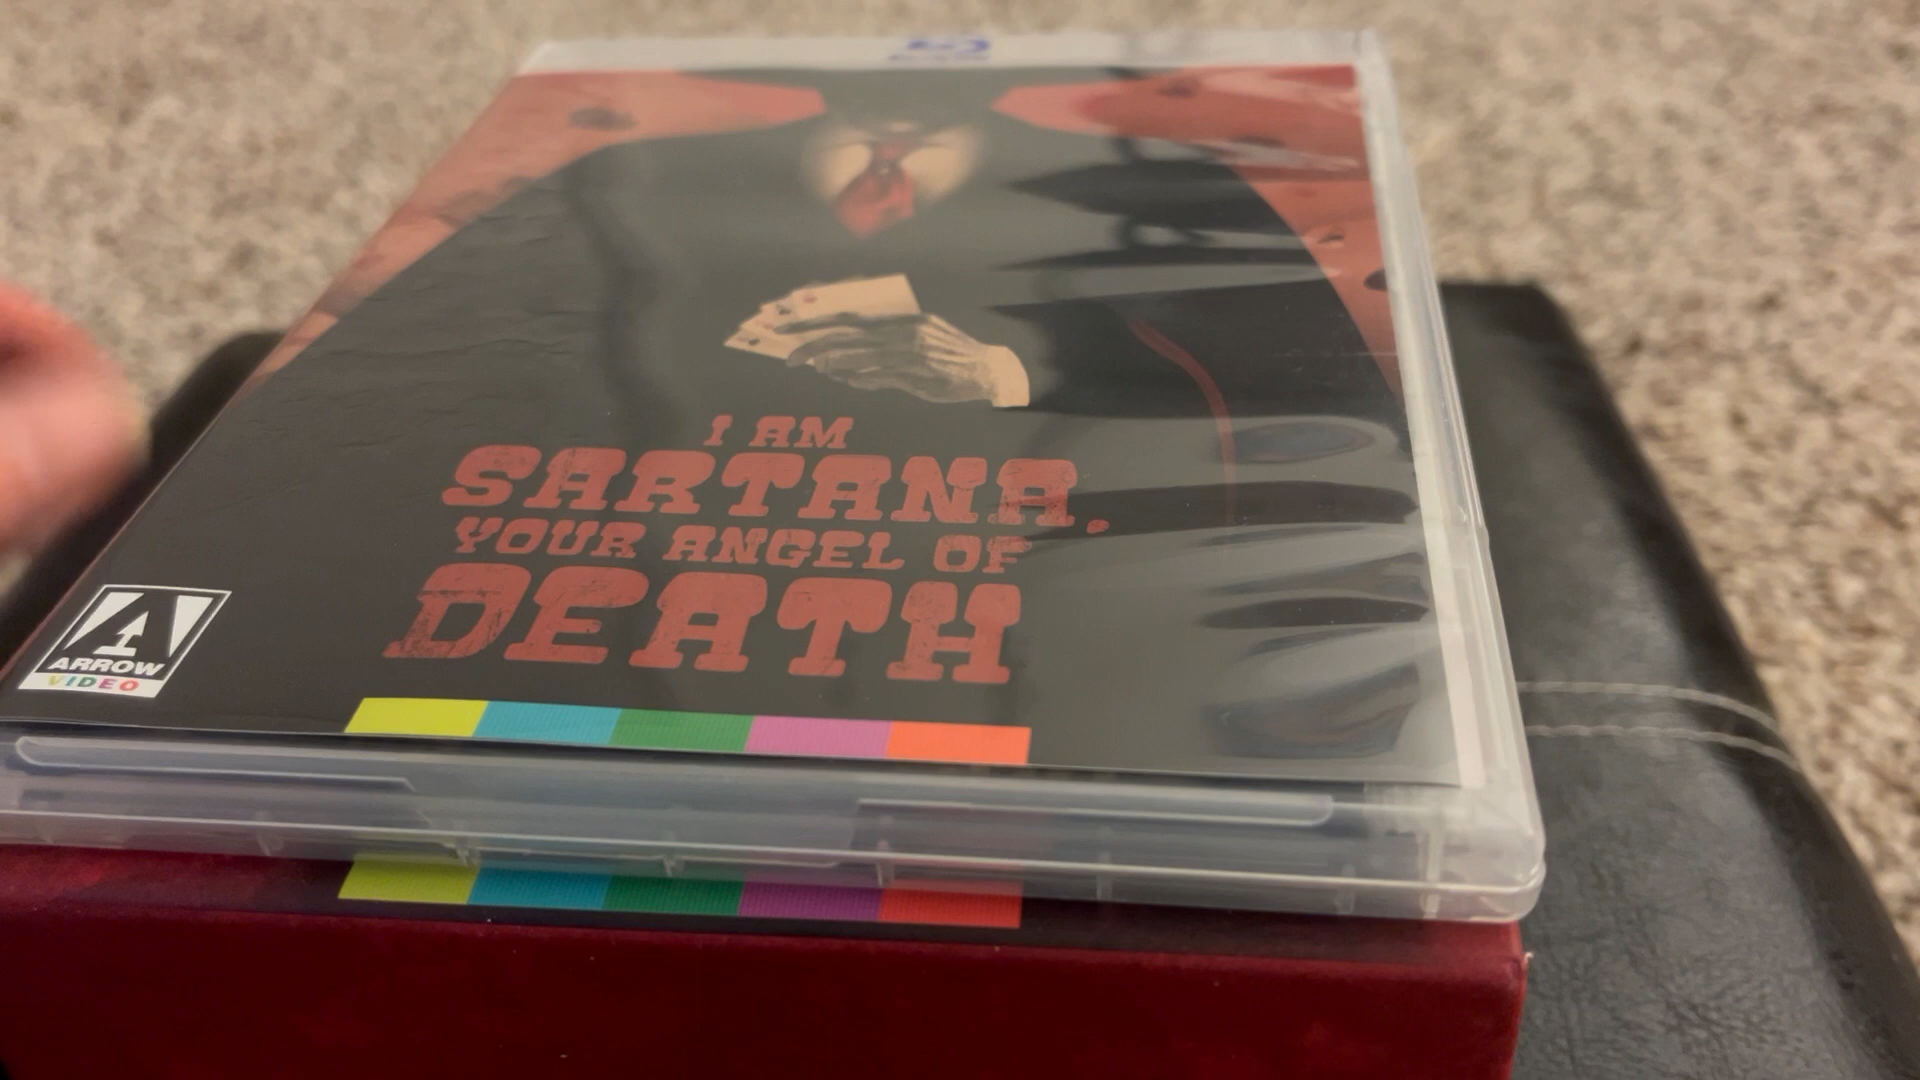 I AM
SARTANA.
YOUR ANGEL OF
DEATH
ARROW
VIDEO